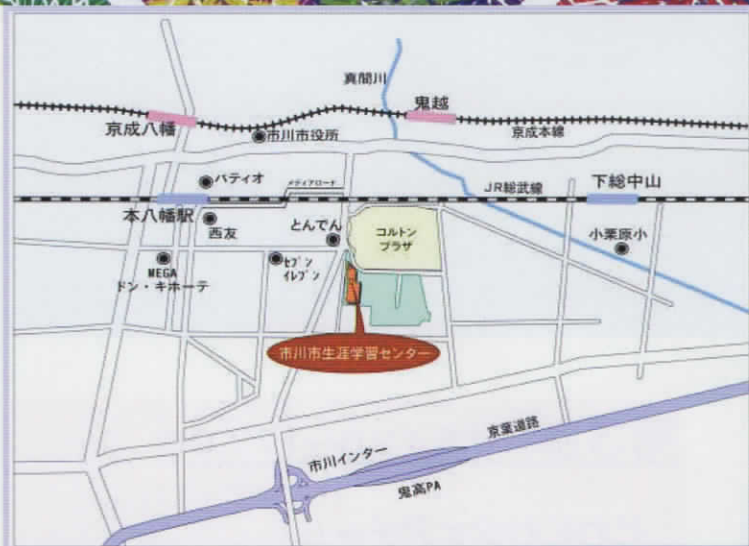 真間川
鬼越
京成八幡
京成本線
市川市役所
パティオ
メディアロード
JR総武線
下総中山
本八幡駅
西友
とんでん
コルトン
プラザ
小栗原小
MEGA
ドン・キホーテ
セブン
イレブン
市川市生涯学習センター
京葉道路
市川インター
鬼高PA